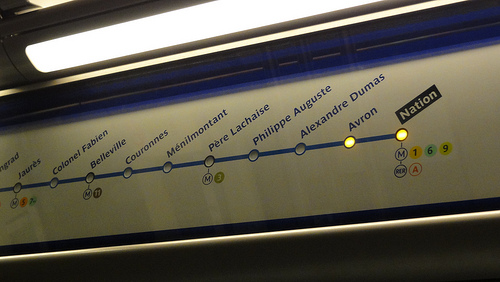 ngrad
Jaurès
Colonel Fabien
Belleville
Couronnes
Ménilmontant
Père Lachaise
Philippe Auguste
Alexandre Dumas
Avron
Nation
M 5
M 11
M 3
M 1 6 9
RER A